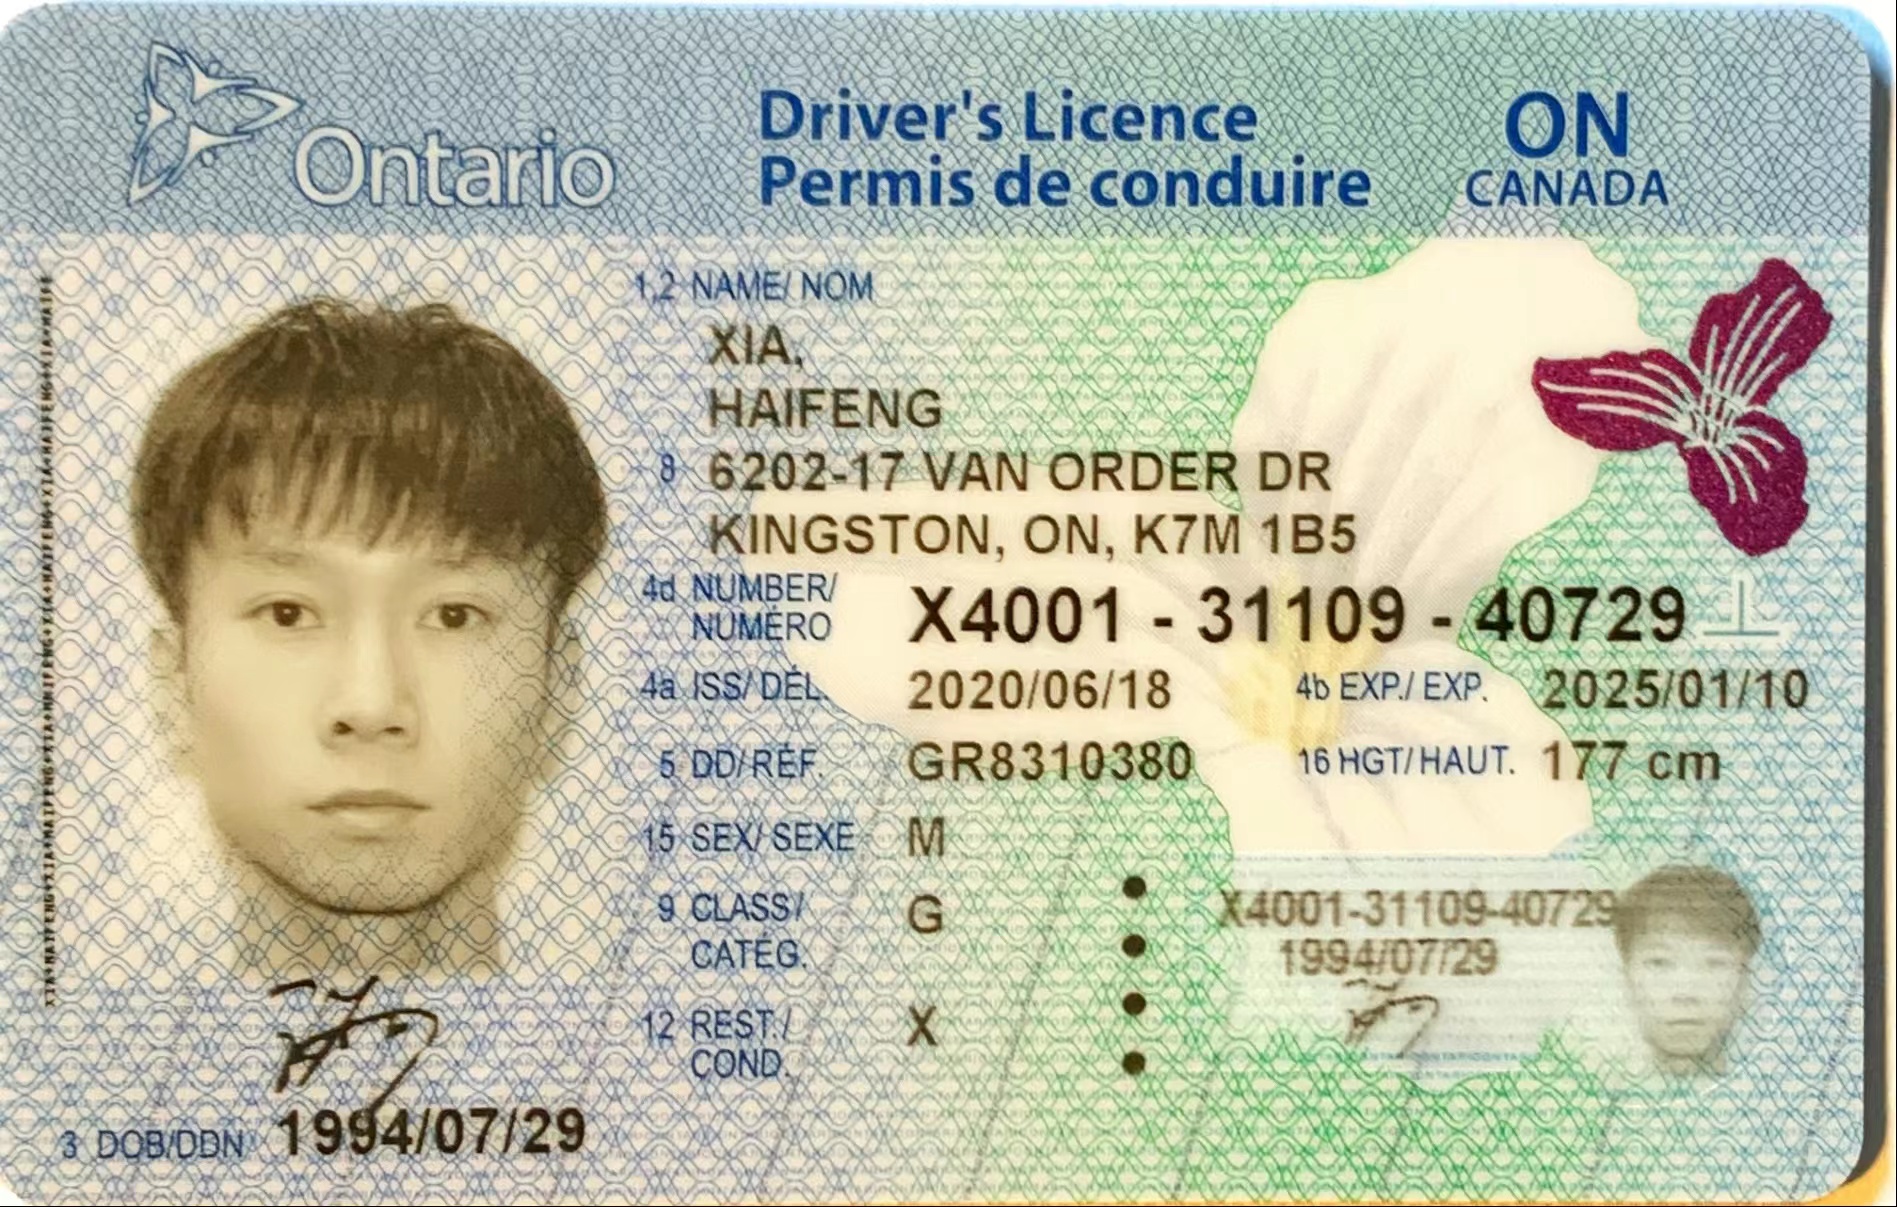 Ontario
Driver's Licence
Permis de conduire
ON
CANADA
1,2 NAME/ NOM
XIA,
HAIFENG
8 6202-17 VAN ORDER DR
KINGSTON, ON, K7M 1B5
4d NUMBER/
NUMÉRO
X4001 - 31109 - 40729
4a ISS/ DÉL. 2020/06/18 4b EXP./ EXP. 2025/01/10
5 DD/RÉF. GR8310380 16 HGT/HAUT. 177 cm
15 SEX/ SEXE M
9 CLASS/ G
CATÉG.
12 REST./ X
COND.
X4001-31109-40729
1994/07/29
3 DOB/DDN 1994/07/29